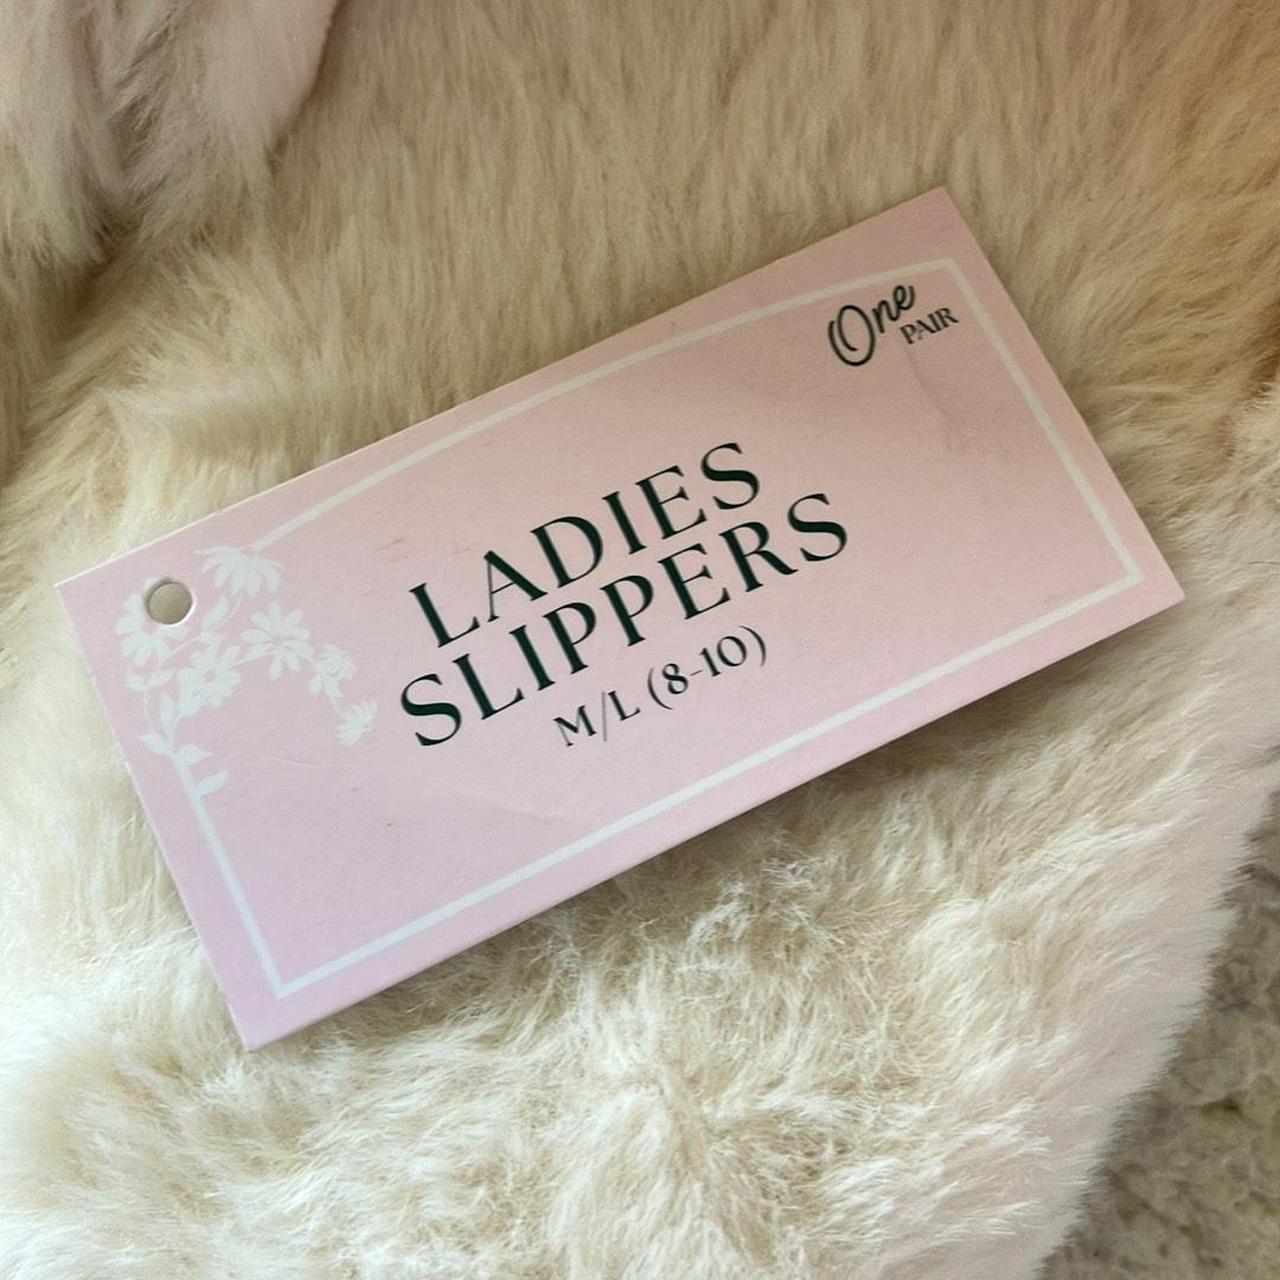 One
PAIR
LADIES
SLIPPERS
M/L (8-10)